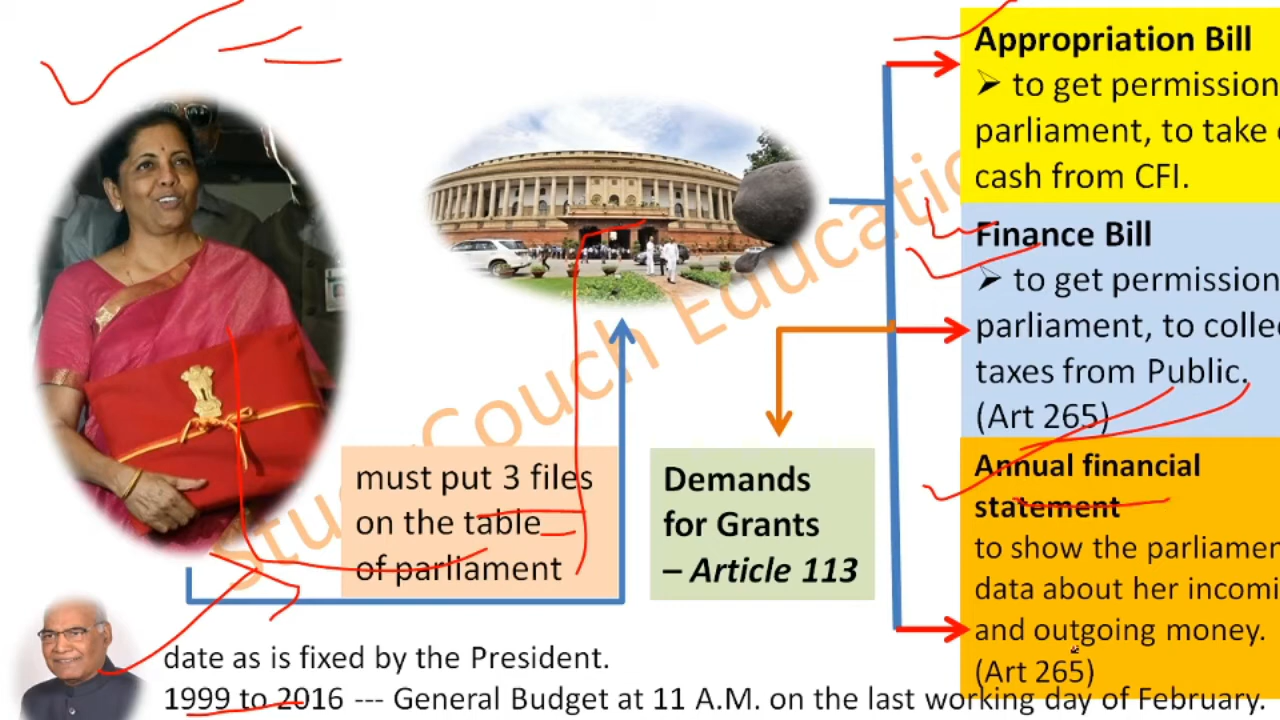 Appropriation Bill
➢ to get permission
parliament, to take
cash from CFI.
Finance Bill
➢ to get permission
parliament, to colle
taxes from Public.
(Art 265)
Annual financial
statement
to show the parliamen
data about her incomi
and outgoing money.
(Art 265)
must put 3 files
on the table
of parliament
Demands
for Grants
– Article 113
date as is fixed by the President.
1999 to 2016 --- General Budget at 11 A.M. on the last working day of February.
Couch Educatio